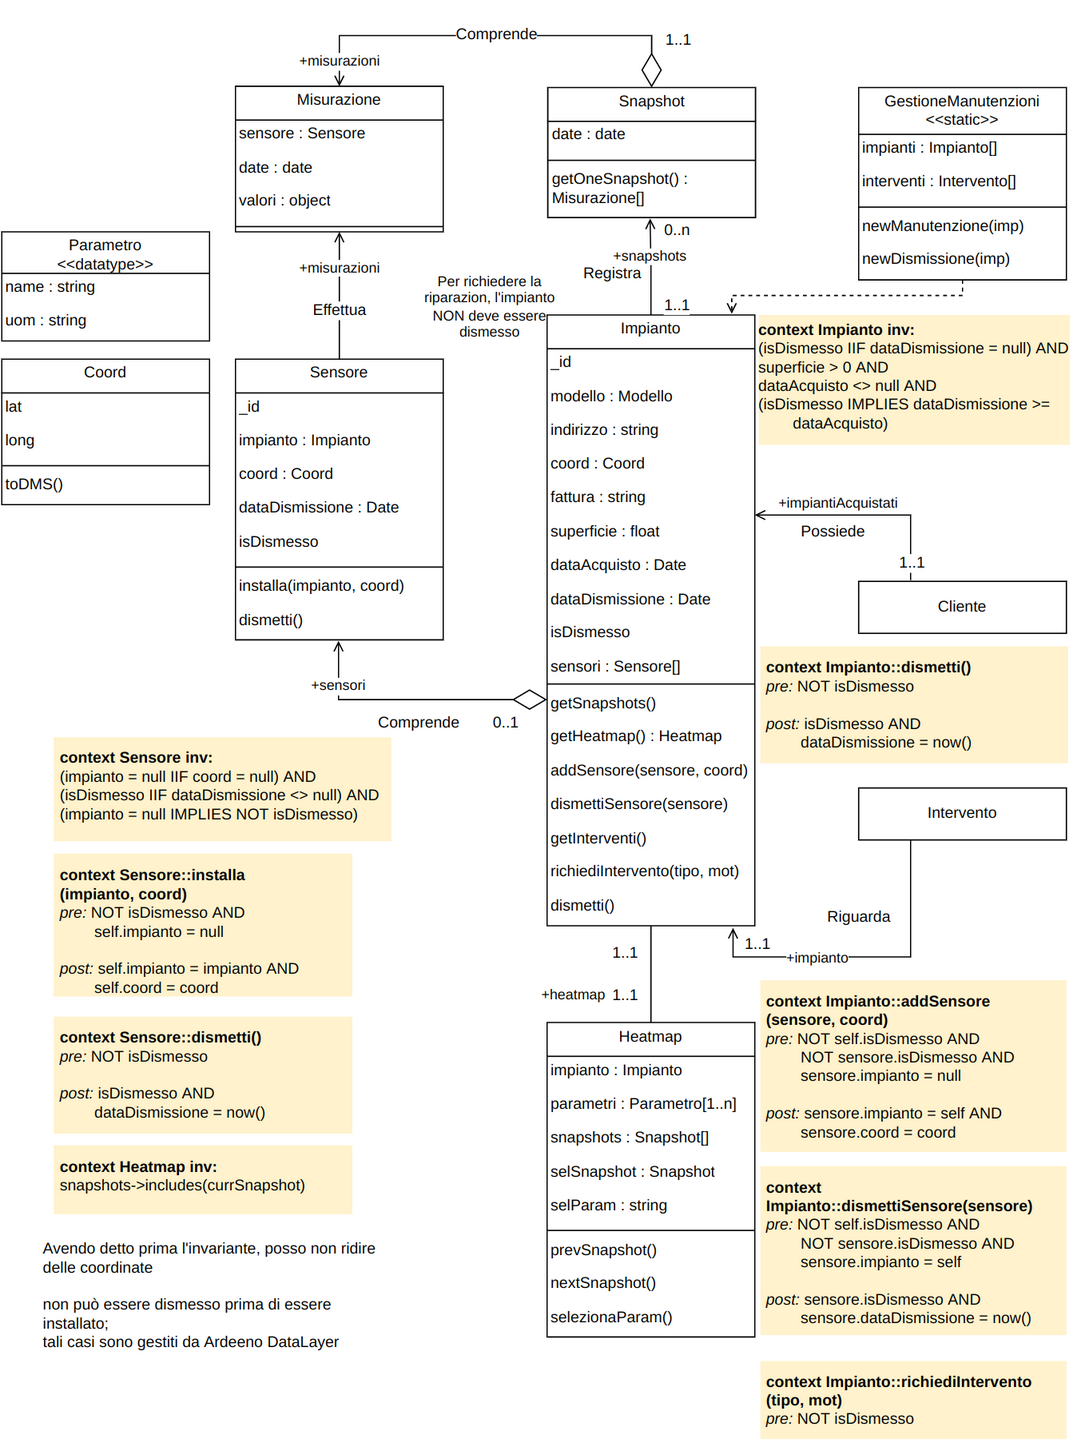 Comprende
1..1
+misurazioni
Misurazione
sensore : Sensore
date : date
valori : object
Snapshot
date : date
getOneSnapshot() :
Misurazione[]
GestioneManutenzioni
<<static>>
impianti : Impianto[]
interventi : Intervento[]
newManutenzione(imp)
newDismissione(imp)
Parametro
<<datatype>>
name : string
uom : string
+misurazioni
Effettua
0..n
+snapshots
Registra
1..1
Per richiedere la
riparazion, l'impianto
NON deve essere
dismesso
Coord
lat
long
toDMS()
Sensore
_id
impianto : Impianto
coord : Coord
dataDismissione : Date
isDismesso
installa(impianto, coord)
dismetti()
Impianto
_id
modello : Modello
indirizzo : string
coord : Coord
fattura : string
superficie : float
dataAcquisto : Date
dataDismissione : Date
isDismesso
sensori : Sensore[]
getSnapshots()
getHeatmap() : Heatmap
addSensore(sensore, coord)
dismettiSensore(sensore)
getInterventi()
richiediIntervento(tipo, mot)
dismetti()
context Impianto inv:
(isDismesso IIF dataDismissione = null) AND
superficie > 0 AND
dataAcquisto <> null AND
(isDismesso IMPLIES dataDismissione >=
dataAcquisto)
+impiantiAcquistati
Possiede
1..1
Cliente
context Impianto::dismetti()
pre: NOT isDismesso
post: isDismesso AND
dataDismissione = now()
+sensori
Comprende
0..1
context Sensore inv:
(impianto = null IIF coord = null) AND
(isDismesso IIF dataDismissione <> null) AND
(impianto = null IMPLIES NOT isDismesso)
Intervento
Riguarda
1..1
+impianto
context Sensore::installa
(impianto, coord)
pre: NOT isDismesso AND
self.impianto = null
post: self.impianto = impianto AND
self.coord = coord
1..1
+heatmap 1..1
Heatmap
impianto : Impianto
parametri : Parametro[1..n]
snapshots : Snapshot[]
selSnapshot : Snapshot
selParam : string
prevSnapshot()
nextSnapshot()
selezionaParam()
context Impianto::addSensore
(sensore, coord)
pre: NOT self.isDismesso AND
NOT sensore.isDismesso AND
sensore.impianto = null
post: sensore.impianto = self AND
sensore.coord = coord
context Sensore::dismetti()
pre: NOT isDismesso
post: isDismesso AND
dataDismissione = now()
context Heatmap inv:
snapshots->includes(currSnapshot)
context
Impianto::dismettiSensore(sensore)
pre: NOT self.isDismesso AND
NOT sensore.isDismesso AND
sensore.impianto = self
post: sensore.isDismesso AND
sensore.dataDismissione = now()
Avendo detto prima l'invariante, posso non ridire
delle coordinate
non può essere dismesso prima di essere
installato;
tali casi sono gestiti da Ardeeno DataLayer
context Impianto::richiediIntervento
(tipo, mot)
pre: NOT isDismesso